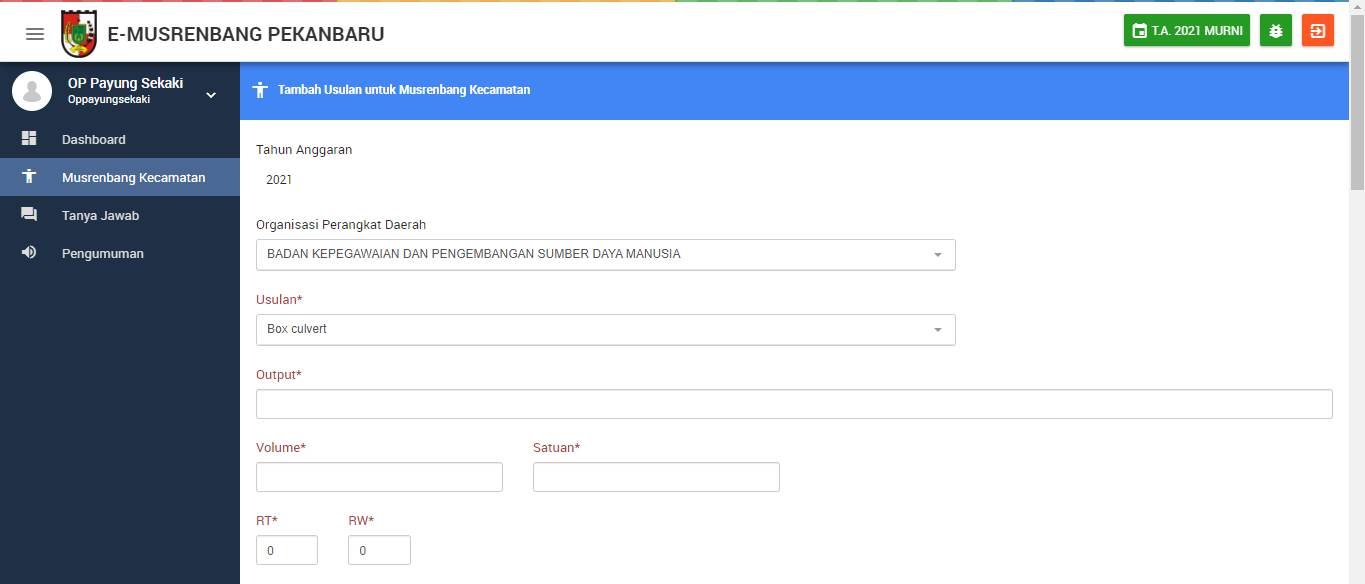 E-MUSRENBANG PEKANBARU
T.A. 2021 MURNI
OP Payung Sekaki
Oppayungsekaki
Dashboard
Musrenbang Kecamatan
Tanya Jawab
Pengumuman
Tambah Usulan untuk Musrenbang Kecamatan
Tahun Anggaran
2021
Organisasi Perangkat Daerah
BADAN KEPEGAWAIAN DAN PENGEMBANGAN SUMBER DAYA MANUSIA
Usulan*
Box culvert
Output*
Volume* Satuan*
RT* RW*
0 0